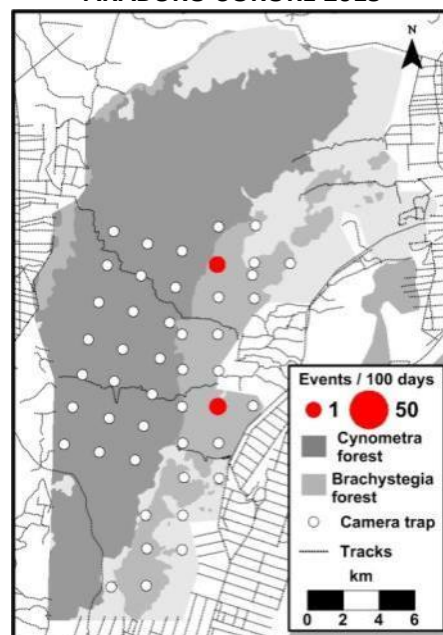 N
Events / 100 days
1 50
Cynometra
forest
Brachystegia
forest
Camera trap
Tracks
km
0 2 4 6